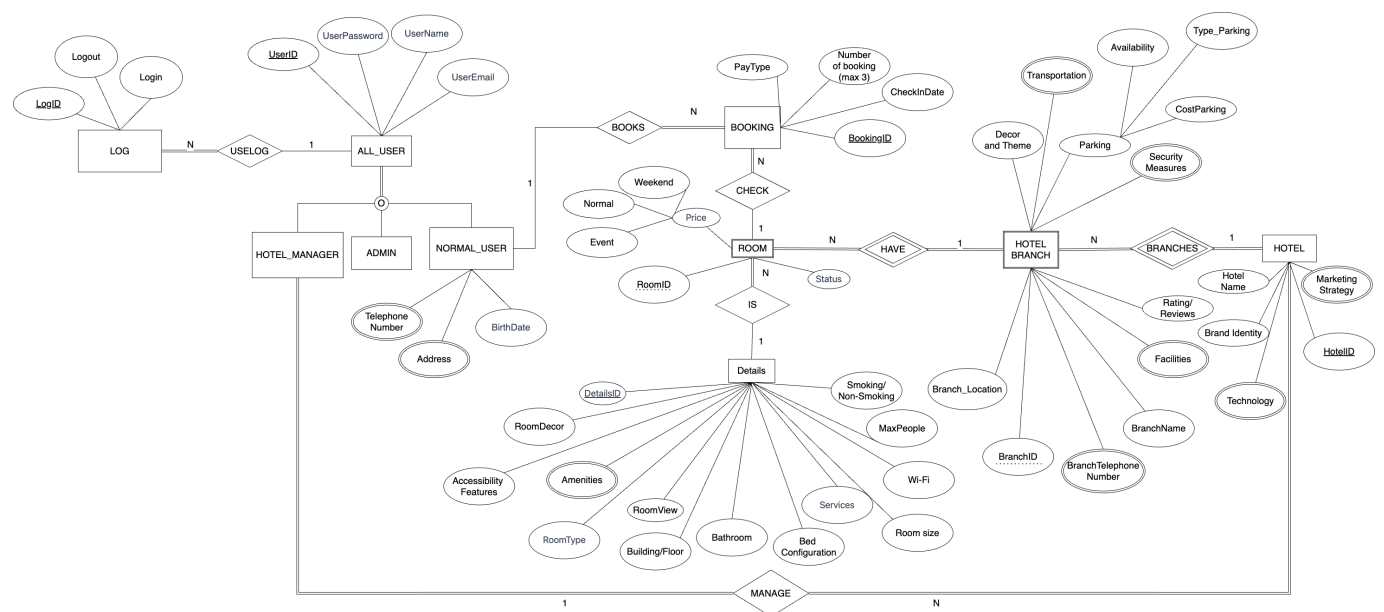 Logout
Login
LogID
LOG
N
USELOG
1
UserID
UserPassword
UserName
UserEmail
ALL_USER
O
HOTEL_MANAGER
ADMIN
NORMAL_USER
Telephone
Number
Address
BirthDate
1
BOOKS
N
PayType
Number
of booking
(max 3)
CheckInDate
BookingID
BOOKING
N
CHECK
1
Weekend
Normal
Event
Price
ROOM
RoomID
Status
N
IS
1
N
HAVE
1
Decor
and Theme
Transportation
Availability
Type_Parking
CostParking
Parking
Security
Measures
HOTEL
BRANCH
N
BRANCHES
1
HOTEL
Hotel
Name
Marketing
Strategy
Brand Identity
HotelID
Technology
Rating/
Reviews
Facilities
Branch_Location
BranchName
BranchID
BranchTelephone
Number
Details
DetailsID
RoomDecor
Accessibility
Features
Amenities
RoomType
RoomView
Building/Floor
Bathroom
Bed
Configuration
Services
Room size
Wi-Fi
MaxPeople
Smoking/
Non-Smoking
1
MANAGE
N